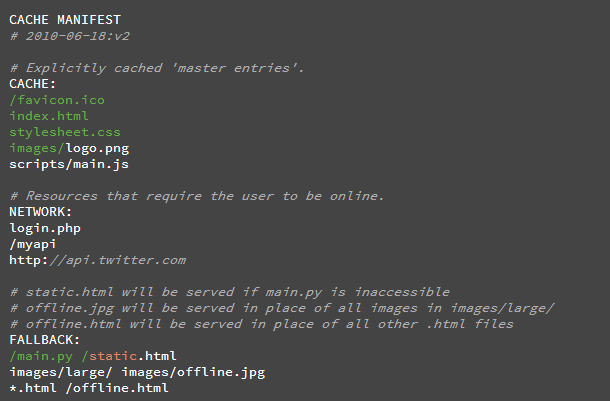 CACHE MANIFEST
# 2010-06-18:v2
# Explicitly cached 'master entries'.
CACHE:
/favicon.ico
index.html
stylesheet.css
images/logo.png
scripts/main.js
# Resources that require the user to be online.
NETWORK:
login.php
/myapi
http://api.twitter.com
# static.html will be served if main.py is inaccessible
# offline.jpg will be served in place of all images in images/large/
# offline.html will be served in place of all other .html files
FALLBACK:
/main.py /static.html
images/large/ images/offline.jpg
*.html /offline.html